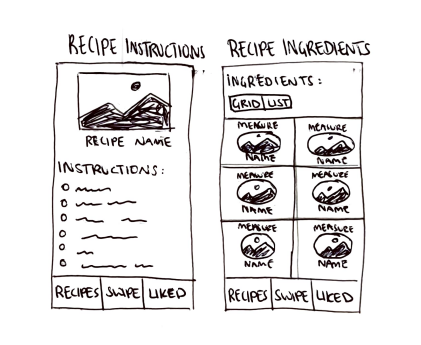 RECIPE INSTRUCTIONS
RECIPE NAME
INSTRUCTIONS:
RECIPES SWIPE LIKED
RECIPE INGREDIENTS
INGREDIENTS:
GRID LIST
MEASURE MEASURE
NAME NAME
MEASURE MEASURE
NAME NAME
MEASURE MEASURE
NAME NAME
RECIPES SWIPE LIKED